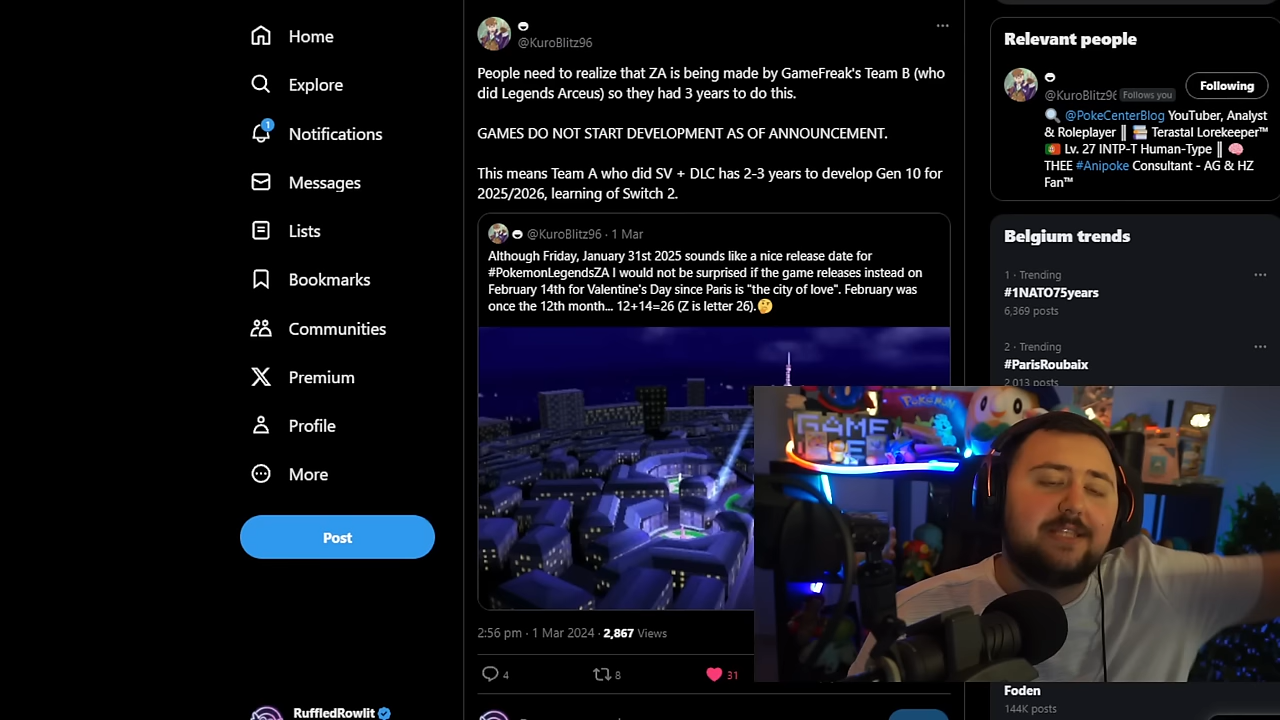 Home
Explore
1
Notifications
Messages
Lists
Bookmarks
Communities
Premium
Profile
More
Post
RuffledRowlit
@KuroBlitz96
People need to realize that ZA is being made by GameFreak's Team B (who
did Legends Arceus) so they had 3 years to do this.
GAMES DO NOT START DEVELOPMENT AS OF ANNOUNCEMENT.
This means Team A who did SV + DLC has 2-3 years to develop Gen 10 for
2025/2026, learning of Switch 2.
@KuroBlitz96 · 1 Mar
Although Friday, January 31st 2025 sounds like a nice release date for
#PokemonLegendsZA I would not be surprised if the game releases instead on
February 14th for Valentine's Day since Paris is "the city of love". February was
once the 12th month... 12+14=26 (Z is letter 26).🤔
2:56 pm · 1 Mar 2024 · 2,867 Views
4
8
31
Relevant people
@KuroBlitz96 Follows you
Following
🔍 @PokeCenterBlog YouTuber, Analyst
& Roleplayer || 📚 Terastal Lorekeeper™
🇵🇹 Lv. 27 INTP-T Human-Type || 🧠
THEE #Anipoke Consultant - AG & HZ
Fan™
Belgium trends
1 · Trending
#1NATO75years
6,369 posts
2 · Trending
#ParisRoubaix
2,013 posts
POKéMON
GAME
Foden
144K posts